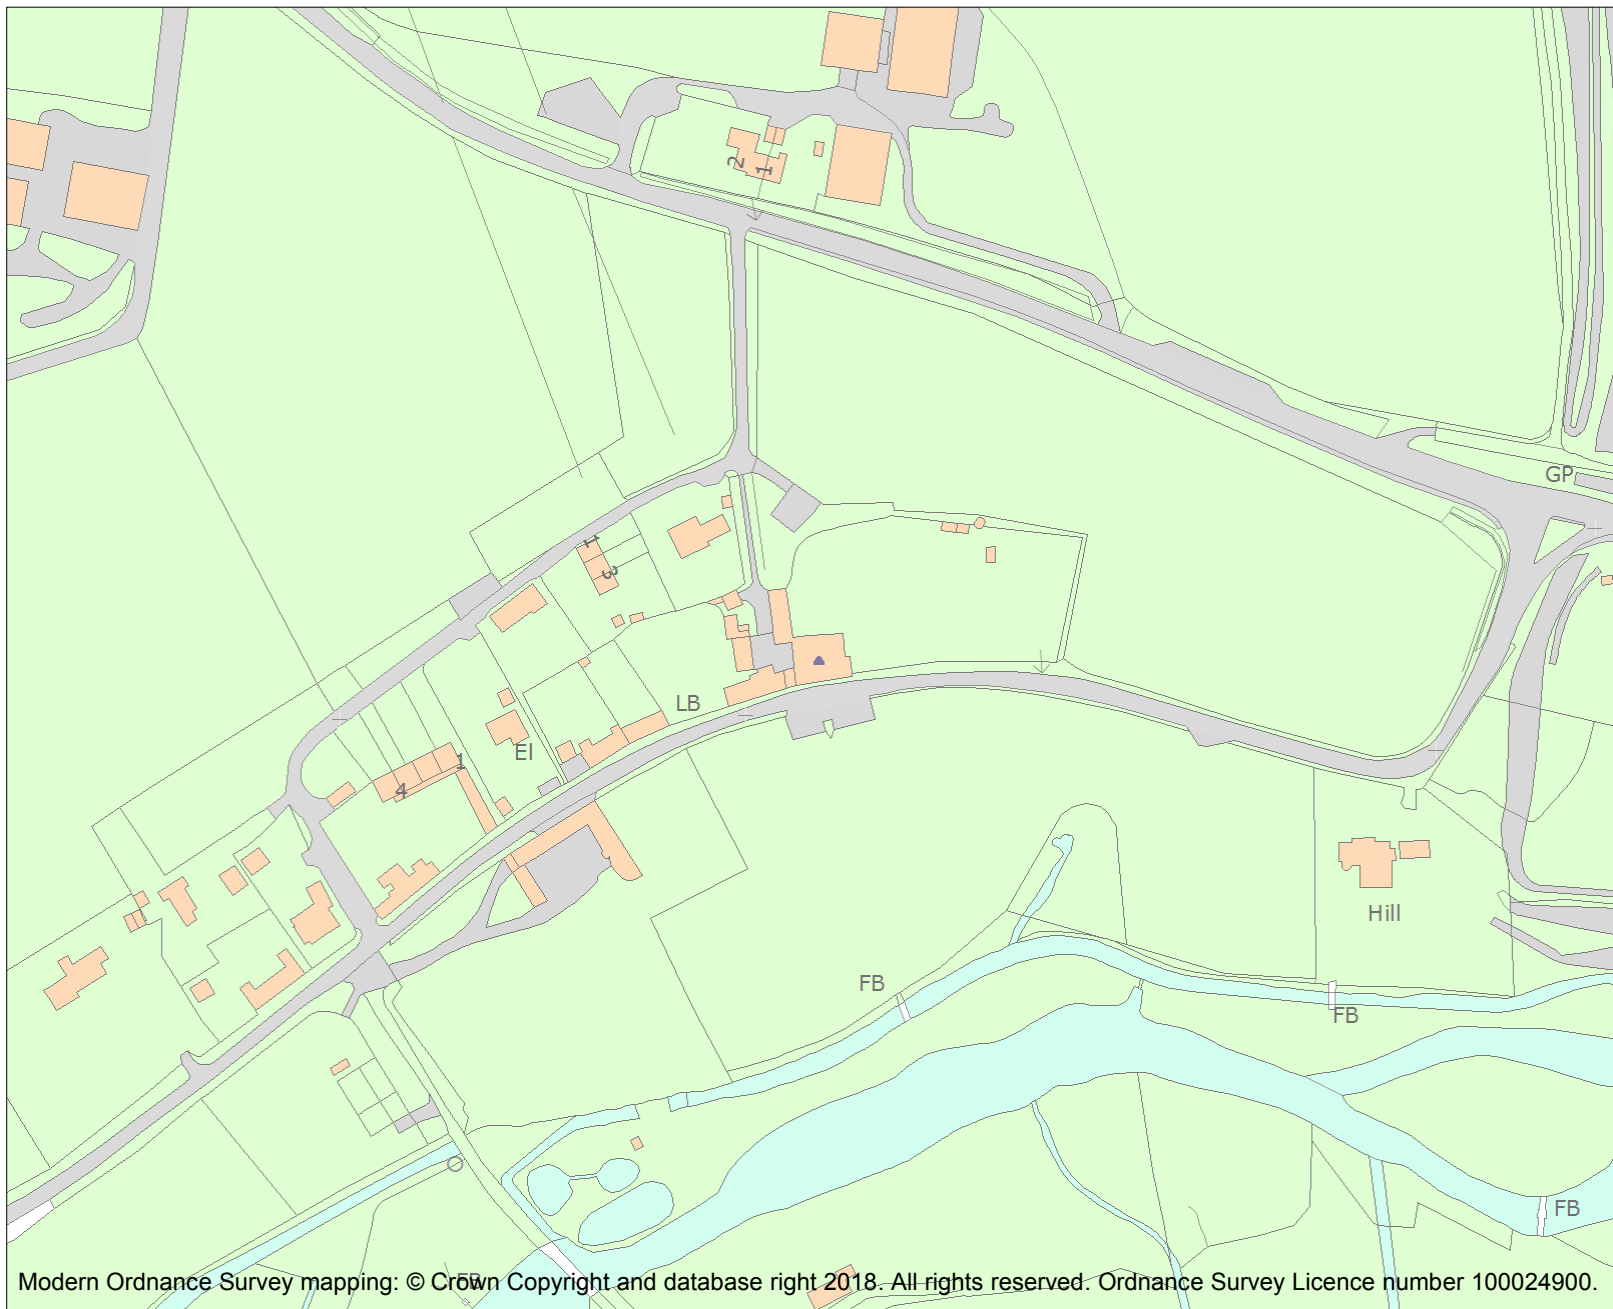 2
1
GP
1
3
LB
El
1
4
Hill
FB
FB
FB
FB
Modern Ordnance Survey mapping: © Crown Copyright and database right 2018. All rights reserved. Ordnance Survey Licence number 100024900.